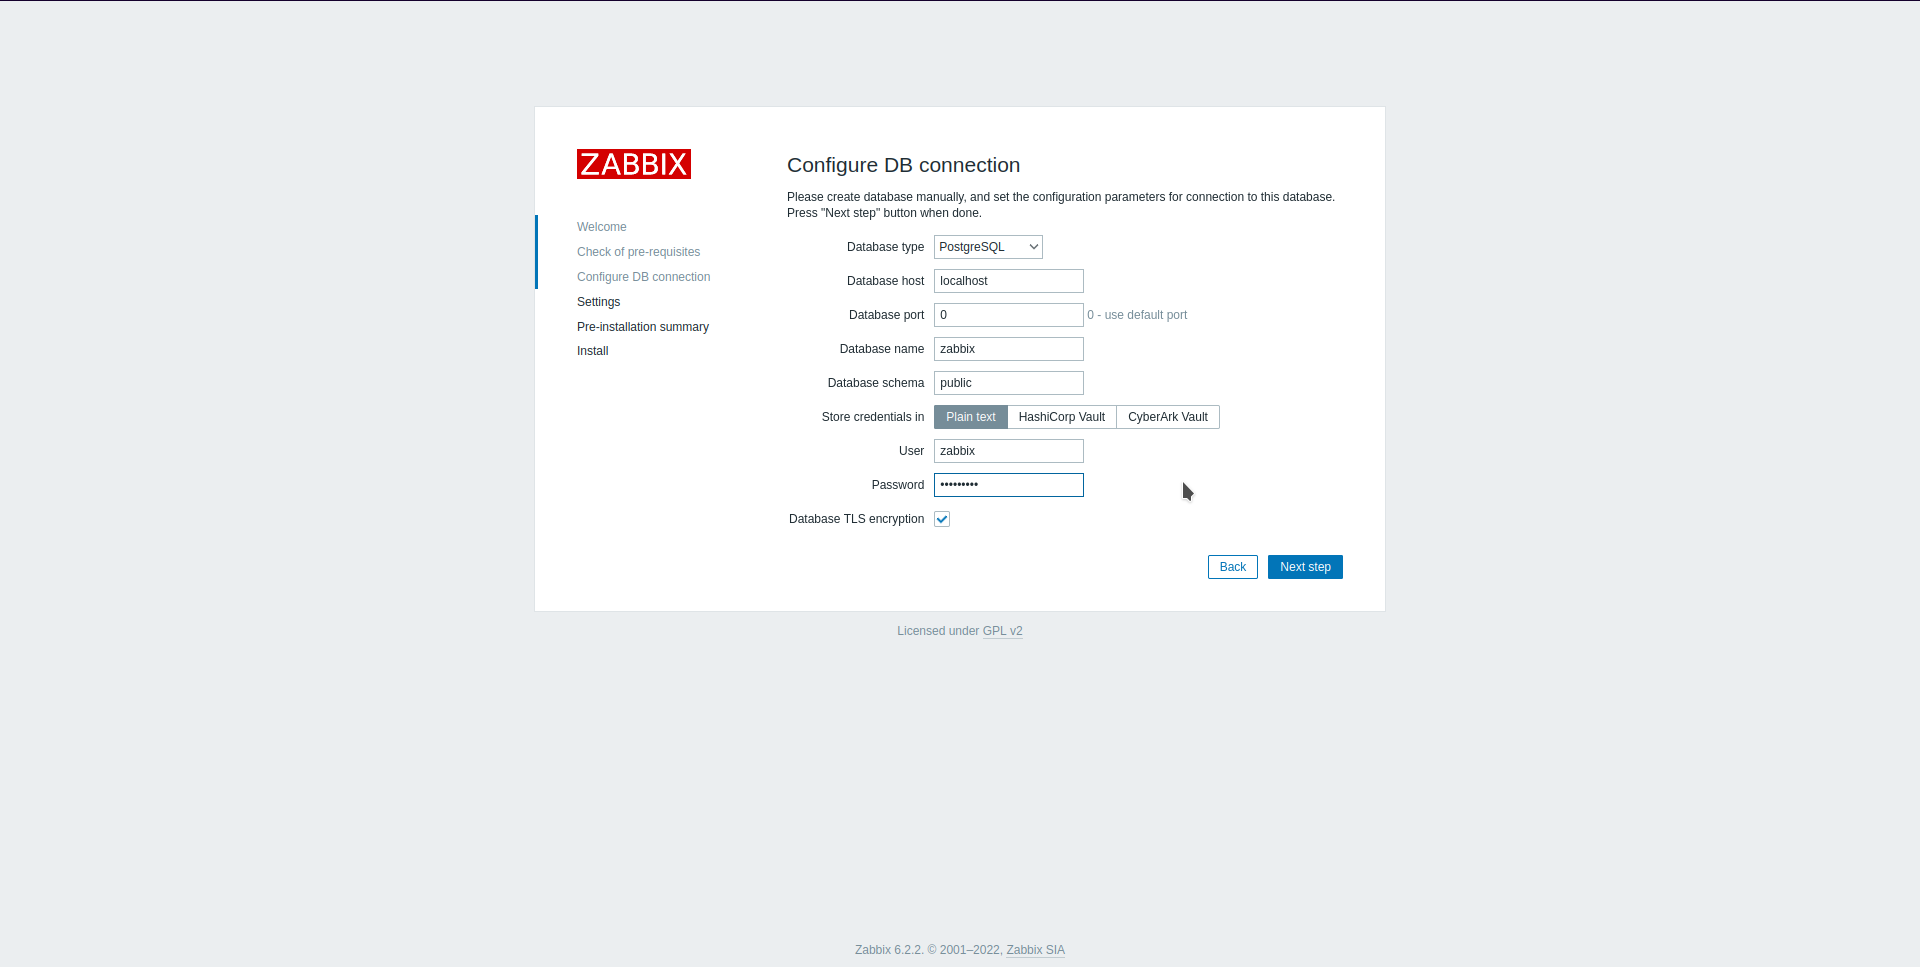 ZABBIX
Welcome
Check of pre-requisites
Configure DB connection
Settings
Pre-installation summary
Install
Configure DB connection
Please create database manually, and set the configuration parameters for connection to this database.
Press "Next step" button when done.
Database type PostgreSQL
Database host localhost
Database port 0 0 - use default port
Database name zabbix
Database schema public
Store credentials in Plain text HashiCorp Vault CyberArk Vault
User zabbix
Password •••••••••
Database TLS encryption
Back Next step
Licensed under GPL v2
Zabbix 6.2.2. © 2001–2022, Zabbix SIA